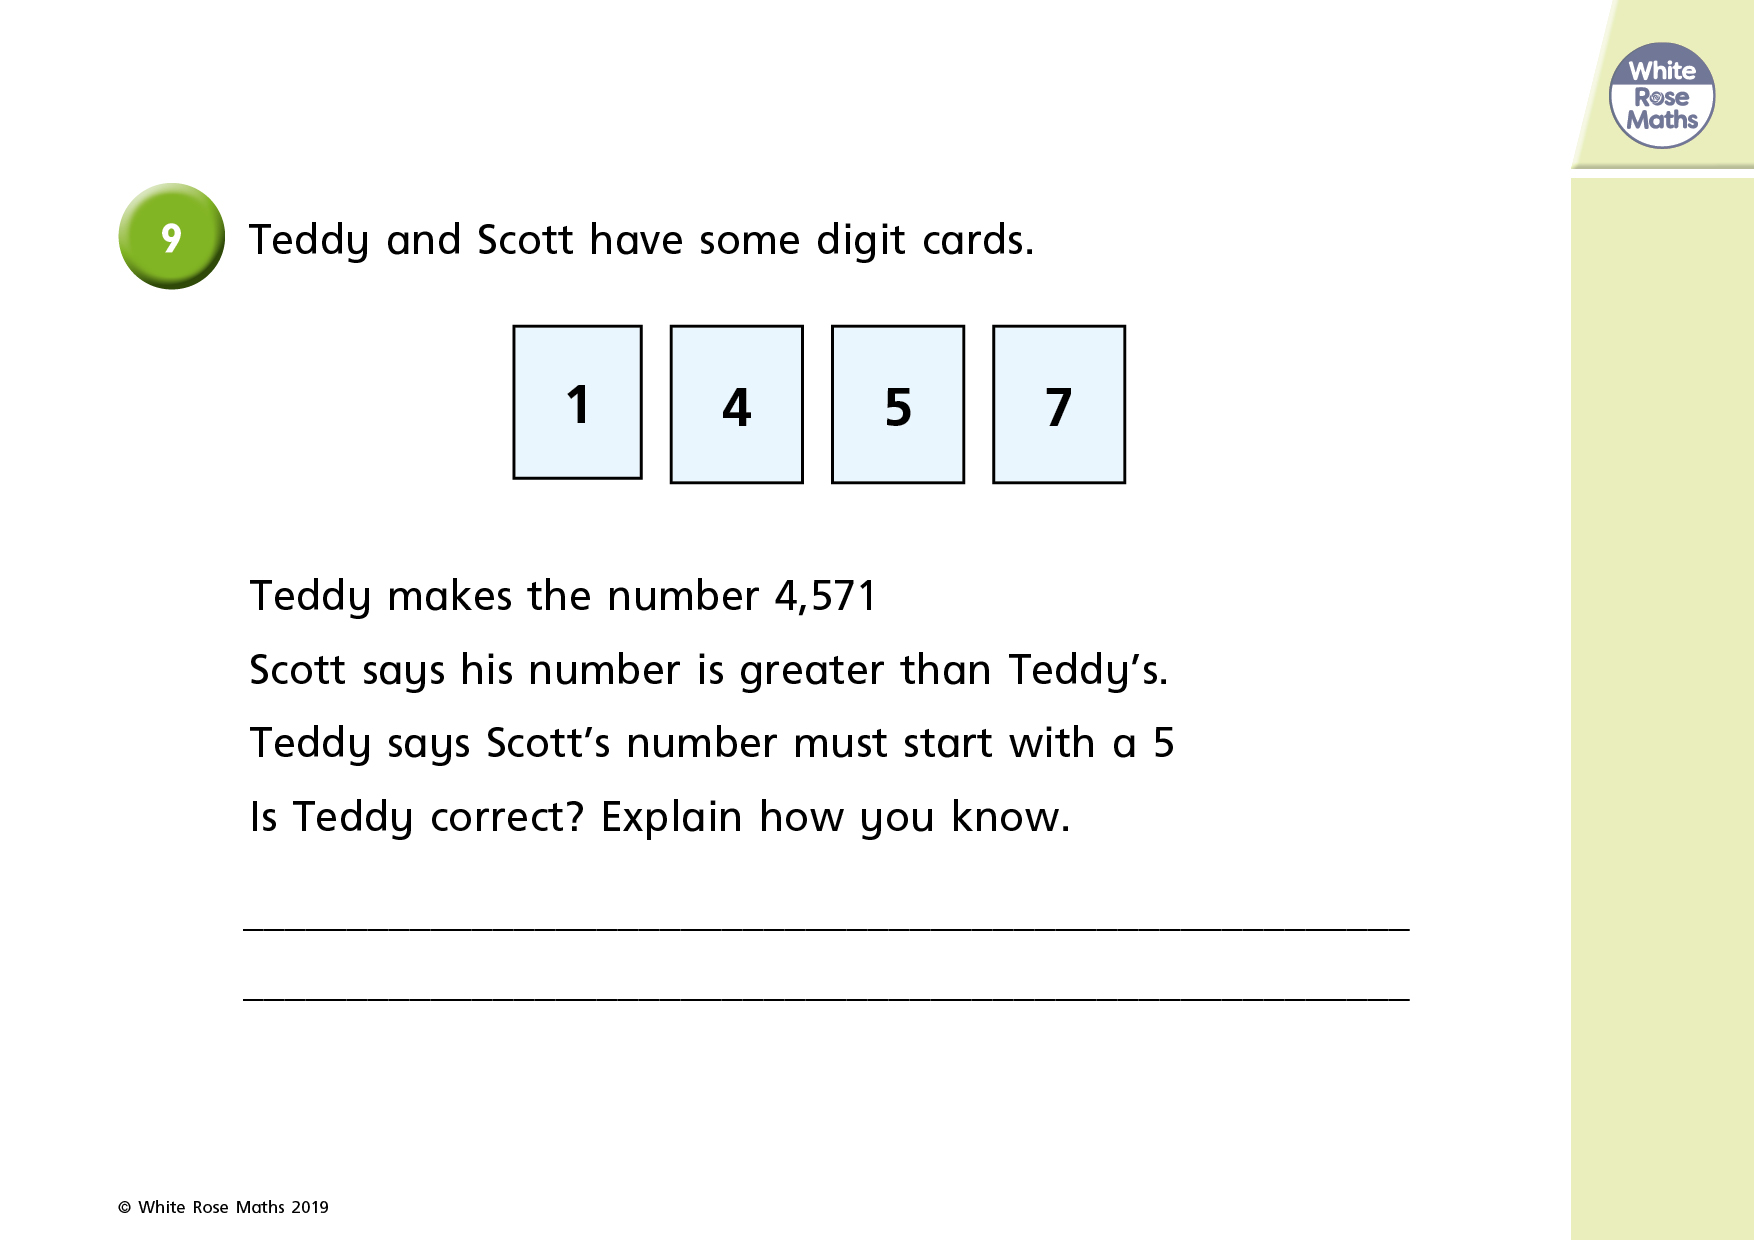 White
Rose
Maths
9 Teddy and Scott have some digit cards.
1 4 5 7
Teddy makes the number 4,571
Scott says his number is greater than Teddy’s.
Teddy says Scott’s number must start with a 5
Is Teddy correct? Explain how you know.
© White Rose Maths 2019